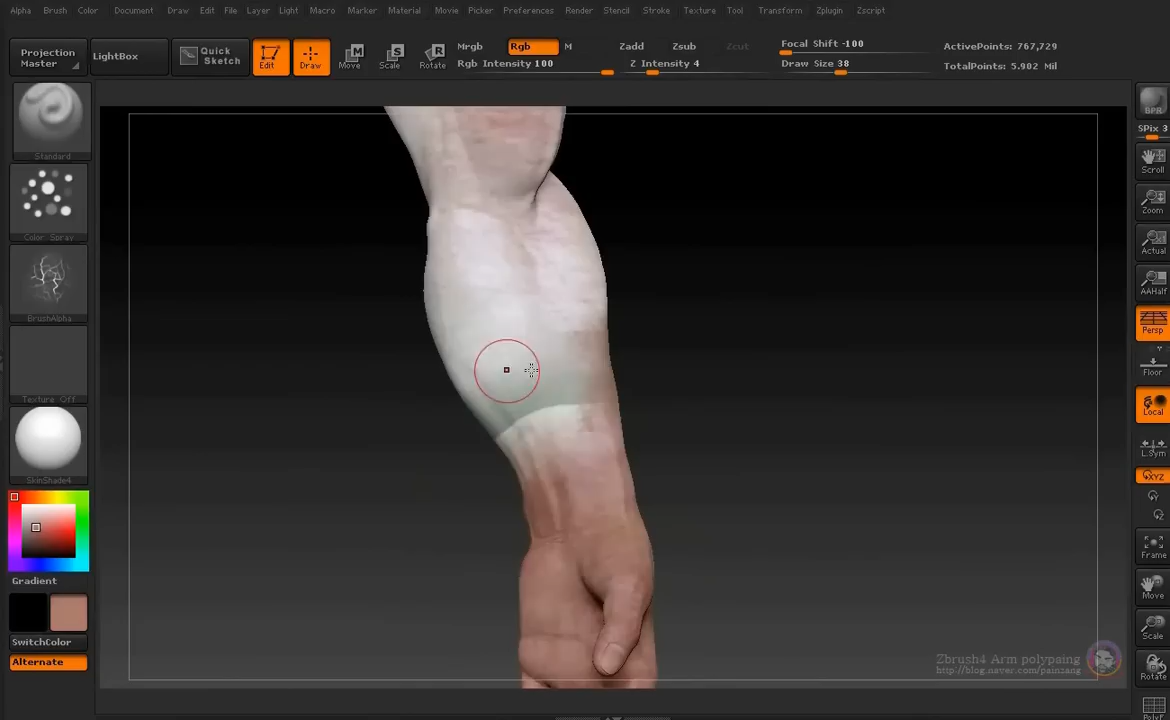 Alpha Brush Color Document Draw Edit File Layer Light Macro Marker Material Movie Picker Preferences Render Stencil Stroke Texture Tool Transform Zplugin Zscript
Projection Master
LightBox
Quick Sketch
Edit
Draw
Move
Scale
Rotate
Mrgb
Rgb
M
Rgb Intensity 100
Zadd
Zsub
Zcut
Z Intensity 4
Focal Shift -100
Draw Size 38
ActivePoints: 767,729
TotalPoints: 5.902 Mil
Standard
Color Spray
BrushAlpha
Texture Off
SkinShade4
Gradient
SwitchColor
Alternate
BPR
SPix 3
Scroll
Zoom
Actual
AAHalf
Persp
Floor
Local
L.Sym
XYZ
Y
Z
Frame
Move
Scale
Rotate
PolyF
Zbrush4 Arm polypaing
http://blog.naver.com/painzang